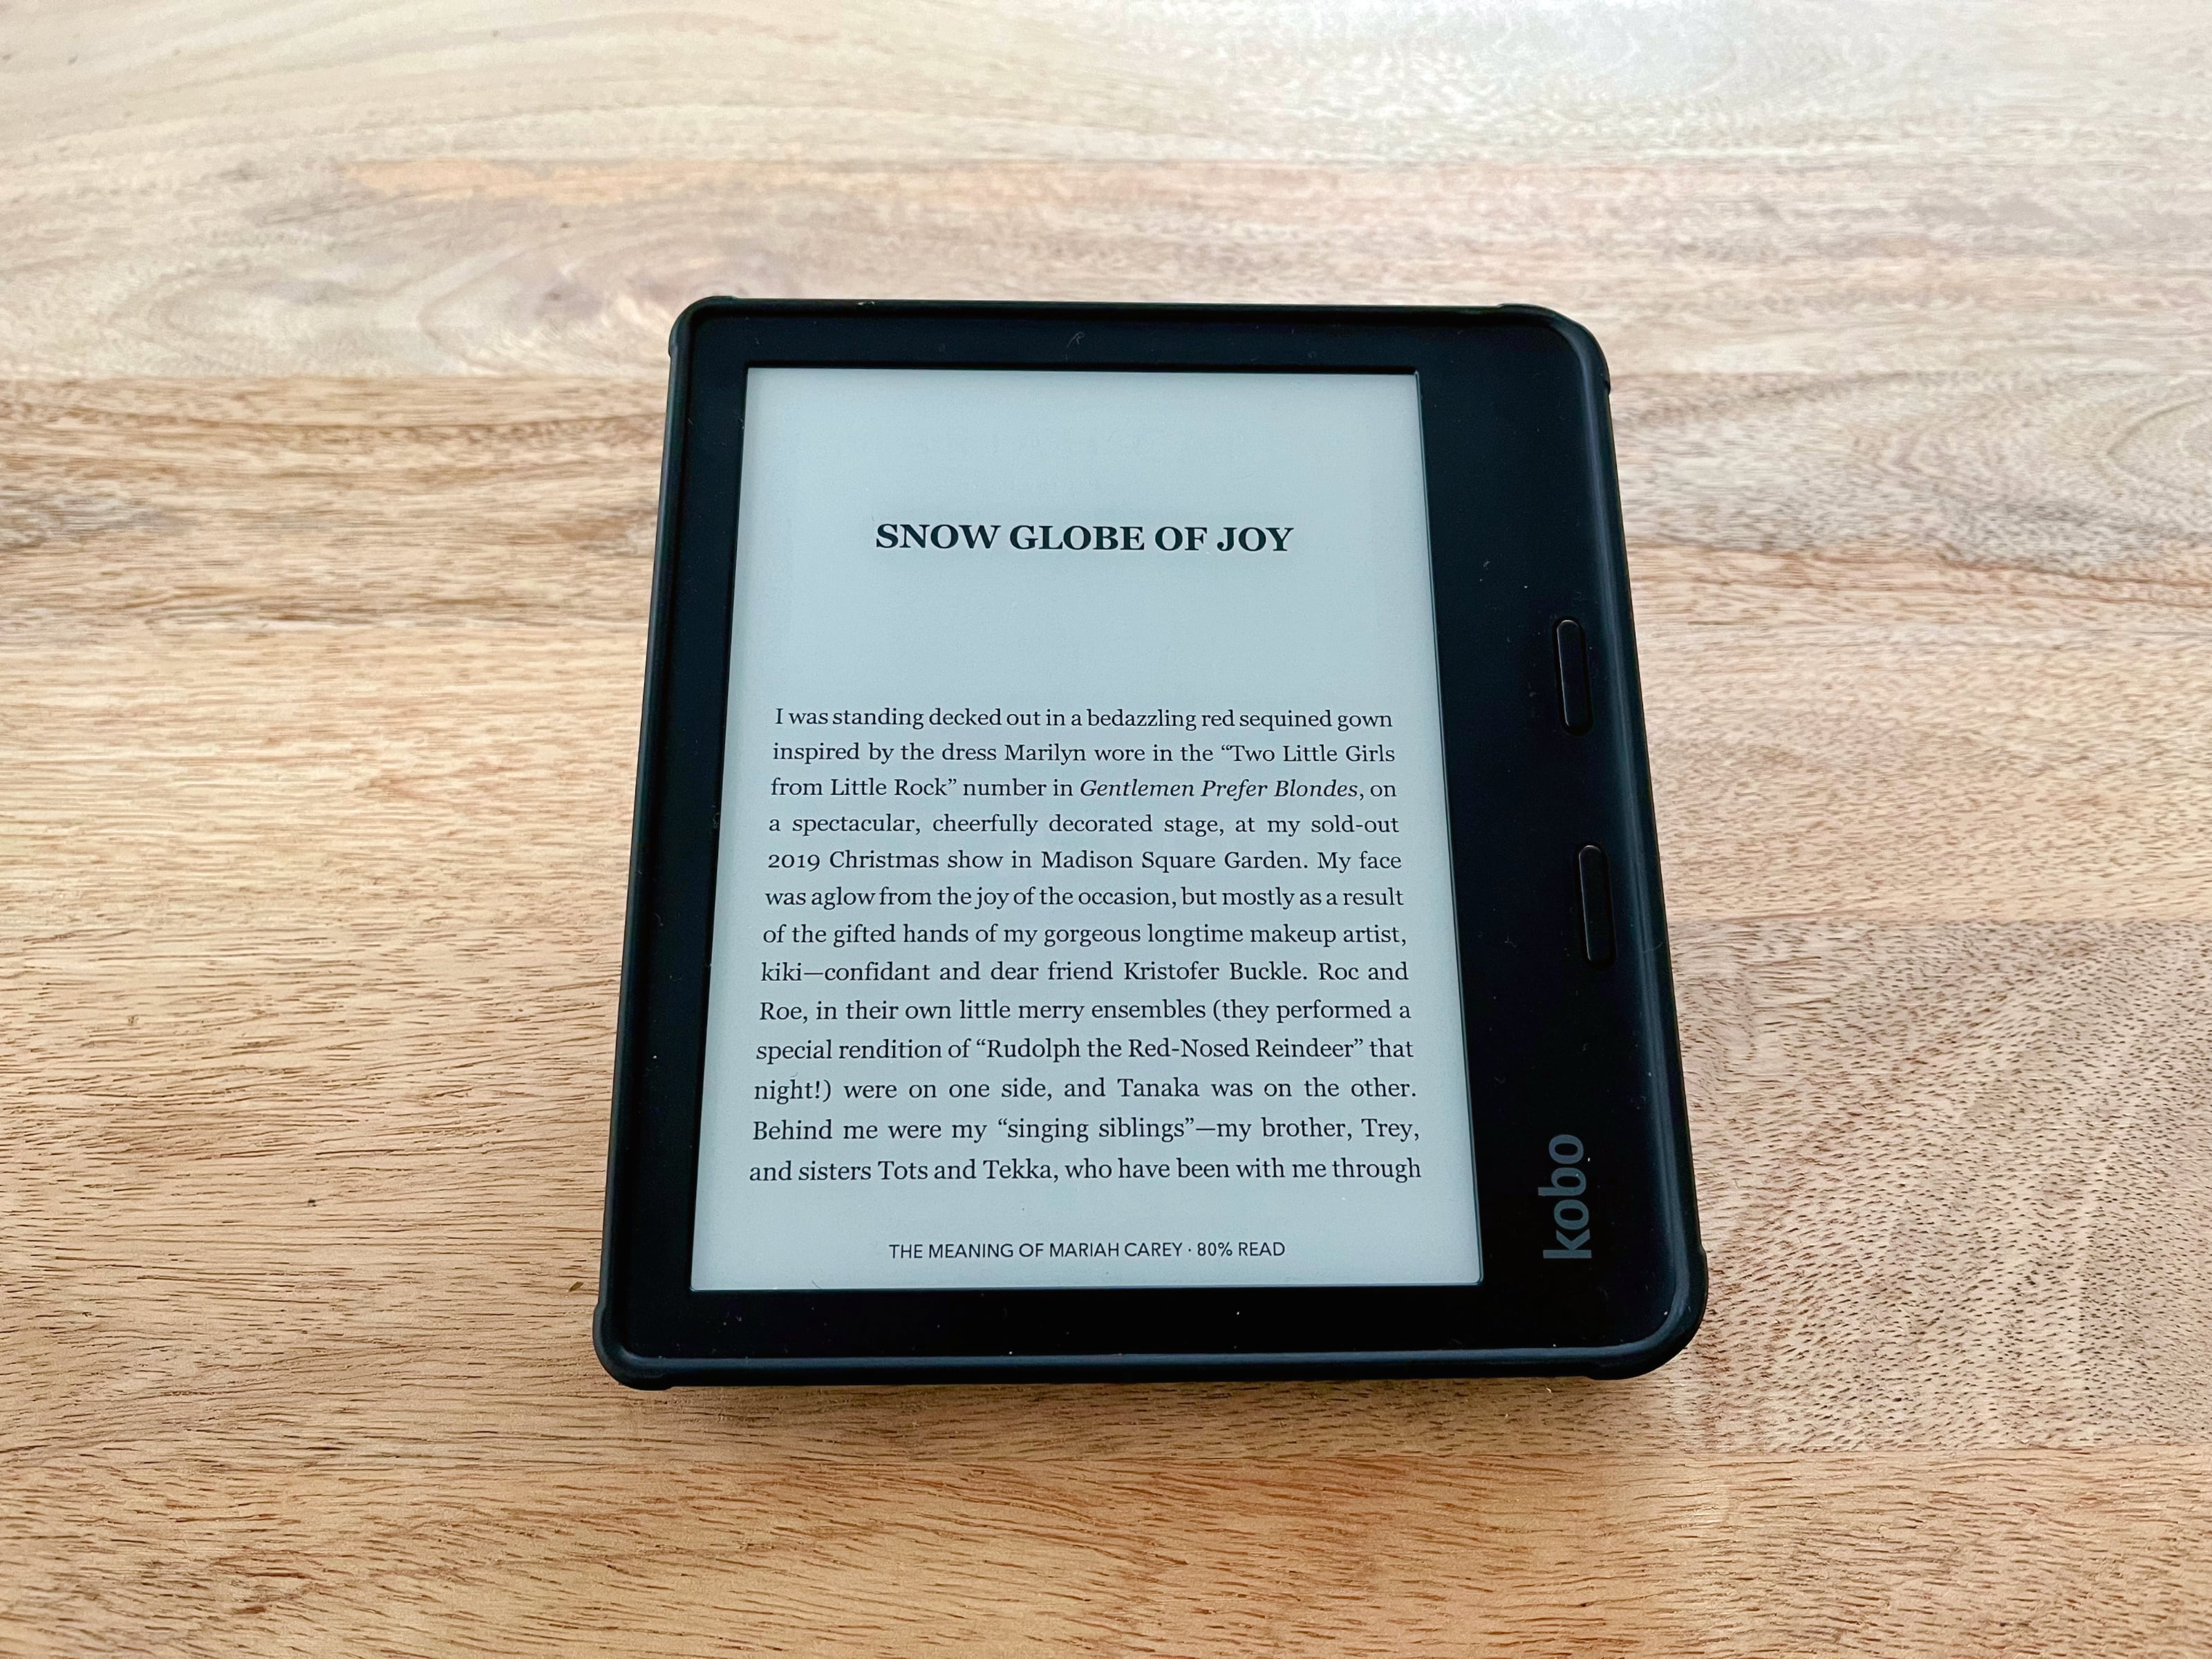 SNOW GLOBE OF JOY
I was standing decked out in a bedazzling red sequined gown
inspired by the dress Marilyn wore in the “Two Little Girls
from Little Rock” number in Gentlemen Prefer Blondes, on
a spectacular, cheerfully decorated stage, at my sold-out
2019 Christmas show in Madison Square Garden. My face
was aglow from the joy of the occasion, but mostly as a result
of the gifted hands of my gorgeous longtime makeup artist,
kiki—confidant and dear friend Kristofer Buckle. Roc and
Roe, in their own little merry ensembles (they performed a
special rendition of “Rudolph the Red-Nosed Reindeer” that
night!) were on one side, and Tanaka was on the other.
Behind me were my “singing siblings”—my brother, Trey,
and sisters Tots and Tekka, who have been with me through
THE MEANING OF MARIAH CAREY · 80% READ
kobo